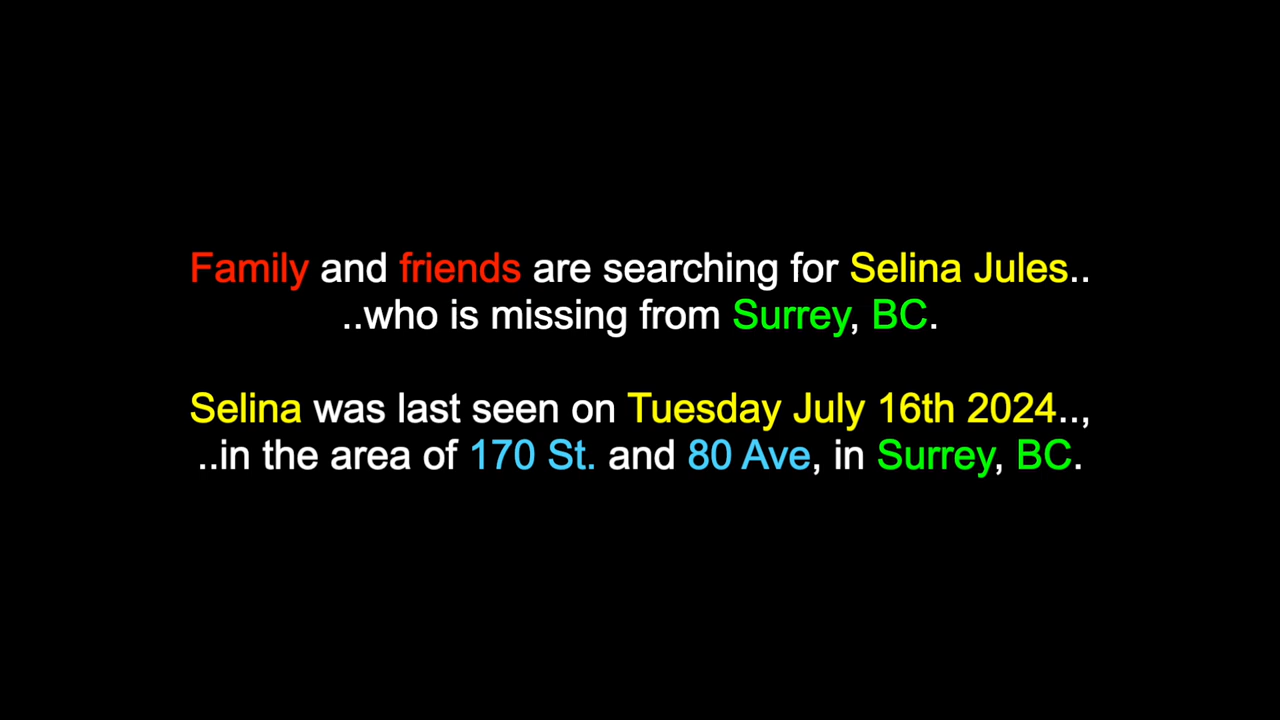 Family and friends are searching for Selina Jules..
..who is missing from Surrey, BC.
Selina was last seen on Tuesday July 16th 2024..,
..in the area of 170 St. and 80 Ave, in Surrey, BC.